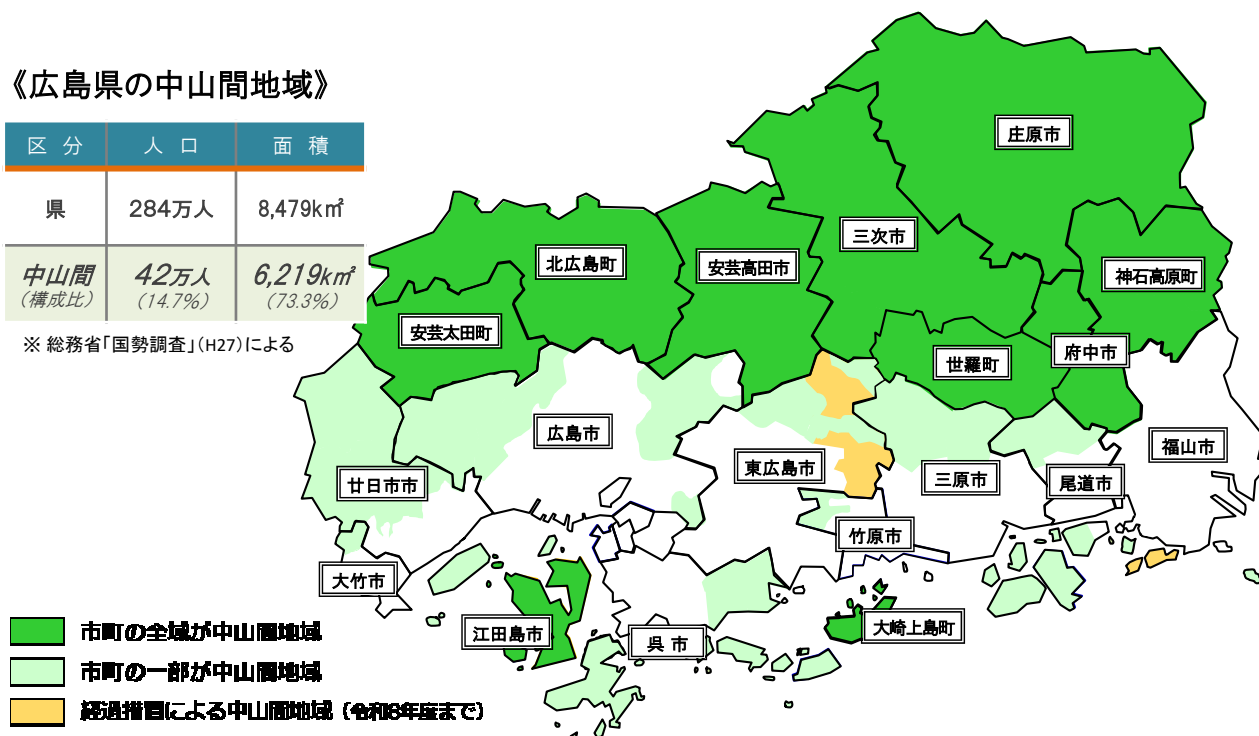 《広島県の中山間地域》
区 分 人 口 面 積
県 284万人 8,479k㎡
中山間 42万人 6,219k㎡
(構成比) (14.7%) (73.3%)
※ 総務省「国勢調査」(H27)による
庄原市
三次市
北広島町
安芸高田市
神石高原町
安芸太田町
世羅町
府中市
広島市
福山市
東広島市
三原市
尾道市
廿日市市
竹原市
大竹市
江田島市
呉 市
大崎上島町
市町の全域が中山間地域
市町の一部が中山間地域
経過措置による中山間地域